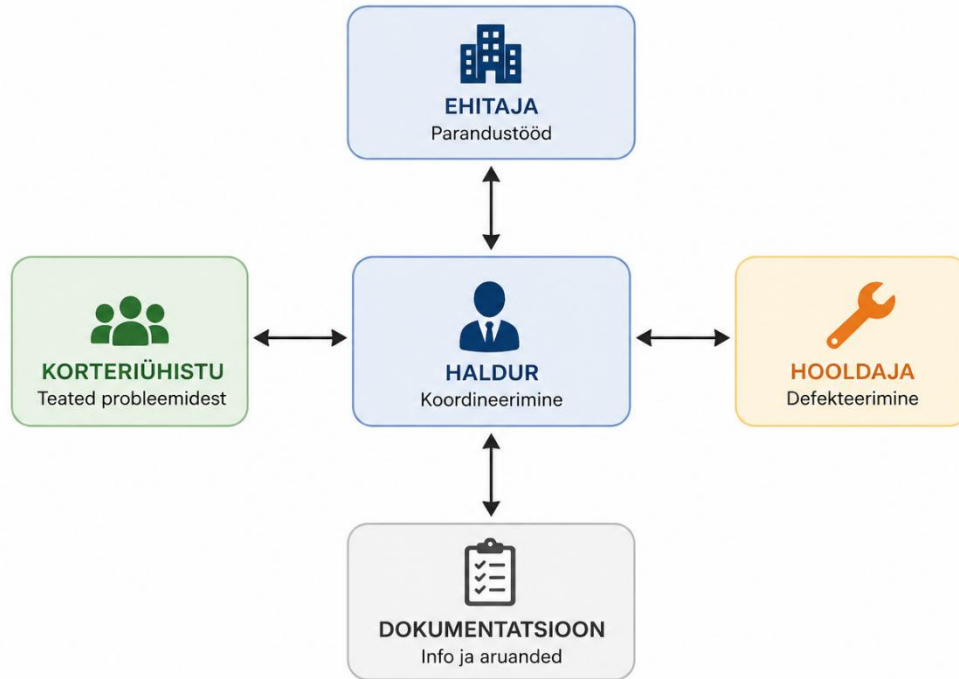 EHITAJA
Parandustööd
KORTERIÜHISTU
Teated probleemidest
HALDUR
Koordineerimine
HOOLDAJA
Defekteerimine
DOKUMENTATSIOON
Info ja aruanded